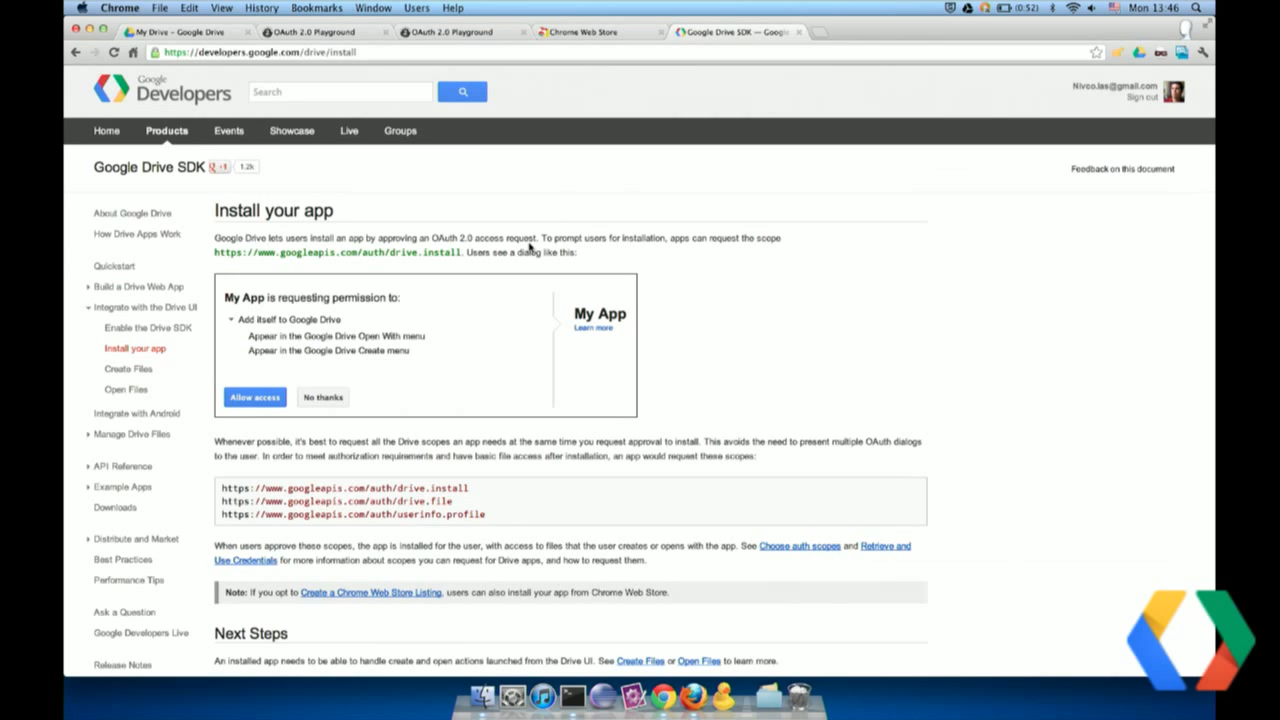 Chrome File Edit View History Bookmarks Window Users Help (0:52) Mon 13:46
My Drive - Google Drive OAuth 2.0 Playground OAuth 2.0 Playground Chrome Web Store Google Drive SDK — Googl
https://developers.google.com/drive/install
Google
Developers
Search
Nivco.las@gmail.com
Sign out
Home Products Events Showcase Live Groups
Google Drive SDK +1 1.2k
Feedback on this document
About Google Drive
How Drive Apps Work
Quickstart
Build a Drive Web App
Integrate with the Drive UI
Enable the Drive SDK
Install your app
Create Files
Open Files
Integrate with Android
Manage Drive Files
API Reference
Example Apps
Downloads
Distribute and Market
Best Practices
Performance Tips
Ask a Question
Google Developers Live
Release Notes
Install your app
Google Drive lets users install an app by approving an OAuth 2.0 access request. To prompt users for installation, apps can request the scope
https://www.googleapis.com/auth/drive.install. Users see a dialog like this:
My App is requesting permission to:
Add itself to Google Drive
Appear in the Google Drive Open With menu
Appear in the Google Drive Create menu
Allow access No thanks
My App
Learn more
Whenever possible, it's best to request all the Drive scopes an app needs at the same time you request approval to install. This avoids the need to present multiple OAuth dialogs
to the user. In order to meet authorization requirements and have basic file access after installation, an app would request these scopes:
https://www.googleapis.com/auth/drive.install
https://www.googleapis.com/auth/drive.file
https://www.googleapis.com/auth/userinfo.profile
When users approve these scopes, the app is installed for the user, with access to files that the user creates or opens with the app. See Choose auth scopes and Retrieve and
Use Credentials for more information about scopes you can request for Drive apps, and how to request them.
Note: If you opt to Create a Chrome Web Store Listing, users can also install your app from Chrome Web Store.
Next Steps
An installed app needs to be able to handle create and open actions launched from the Drive UI. See Create Files or Open Files to learn more.